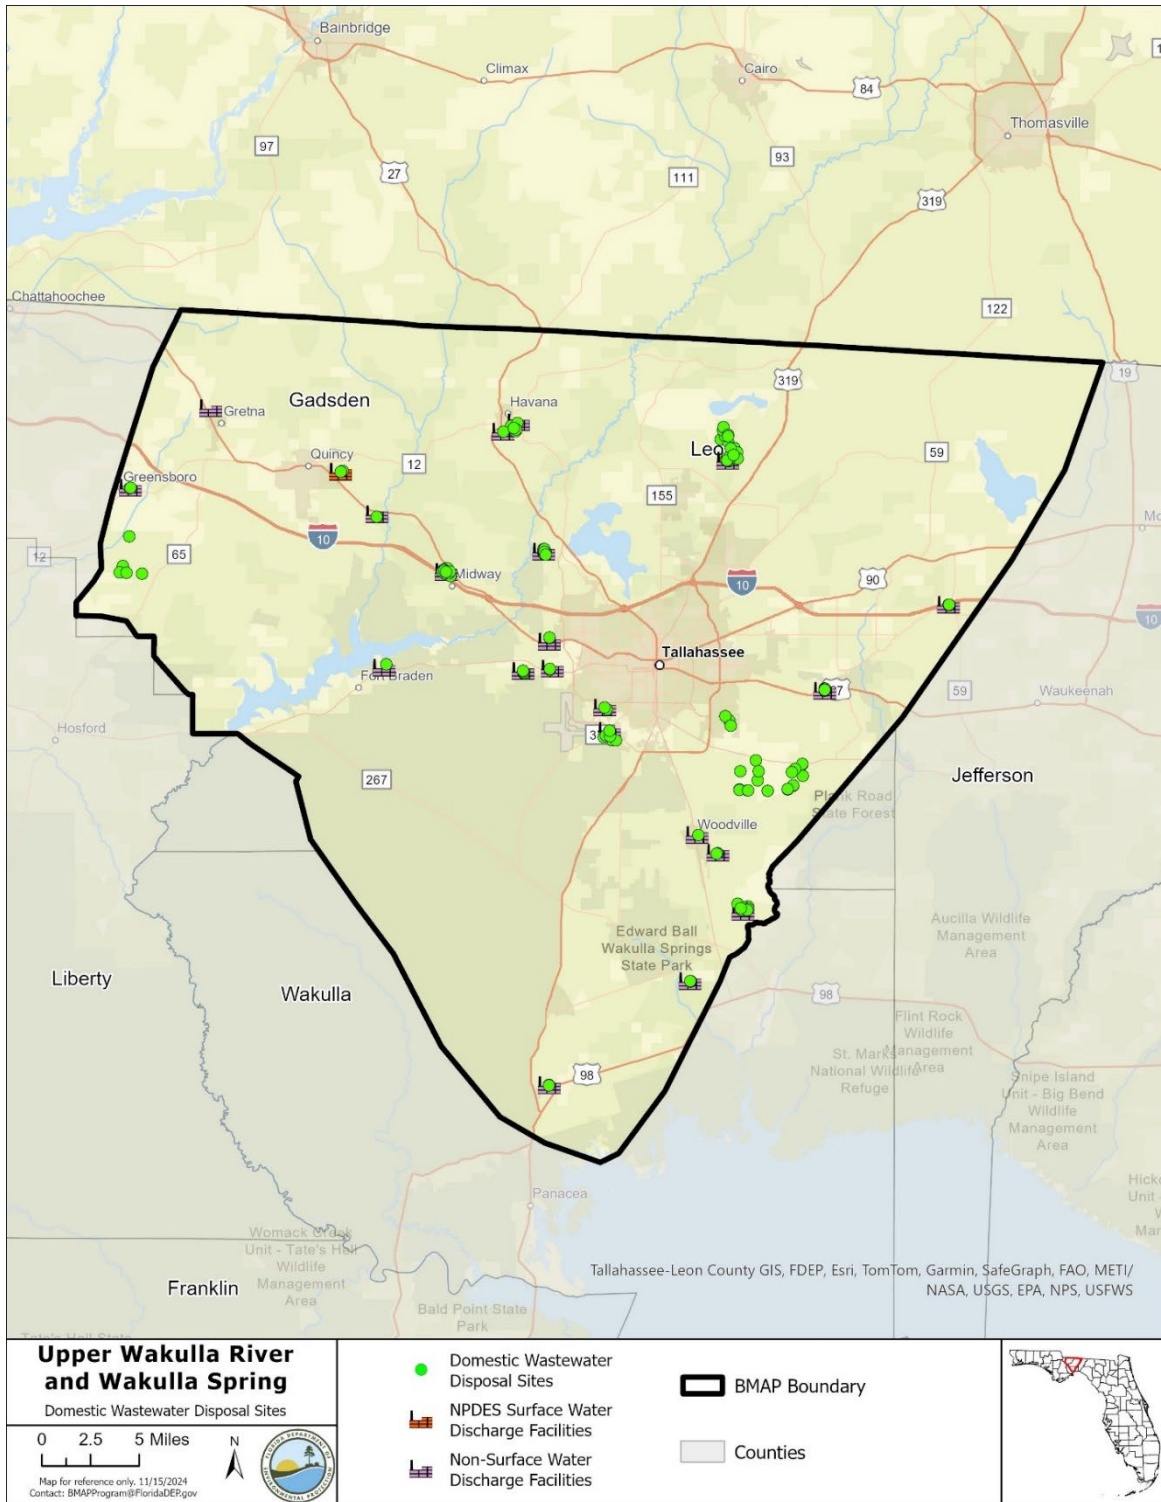 Bainbridge
Climax
Cairo
84
Thomasville
97
27
93
111
319
Chattahoochee
122
19
319
Gadsden
Havana
Gretna
Quincy
12
59
Greensboro
155
10
12
65
Midway
10
90
10
Tallahassee
Fort Braden
59
Waukeenah
Hosford
267
Jefferson
Plank Road
State Forest
Woodville
Edward Ball
Wakulla Springs
State Park
Aucilla Wildlife
Management
Area
Liberty
Wakulla
98
Flint Rock
Wildlife
Management
Area
St. Marks
National Wildlife
Refuge
98
Snipe Island
Unit - Big Bend
Wildlife
Management
Area
Panacea
Womack Creek
Unit - Tate's Hell
Wildlife
Management
Area
Franklin
Bald Point State
Park
Tallahassee-Leon County GIS, FDEP, Esri, TomTom, Garmin, SafeGraph, FAO, METI/
NASA, USGS, EPA, NPS, USFWS
Upper Wakulla River
and Wakulla Spring
Domestic Wastewater Disposal Sites
0 2.5 5 Miles
N
Map for reference only. 11/15/2024
Contact: BMAPProgram@FloridaDEP.gov
Domestic Wastewater
Disposal Sites
NPDES Surface Water
Discharge Facilities
Non-Surface Water
Discharge Facilities
BMAP Boundary
Counties